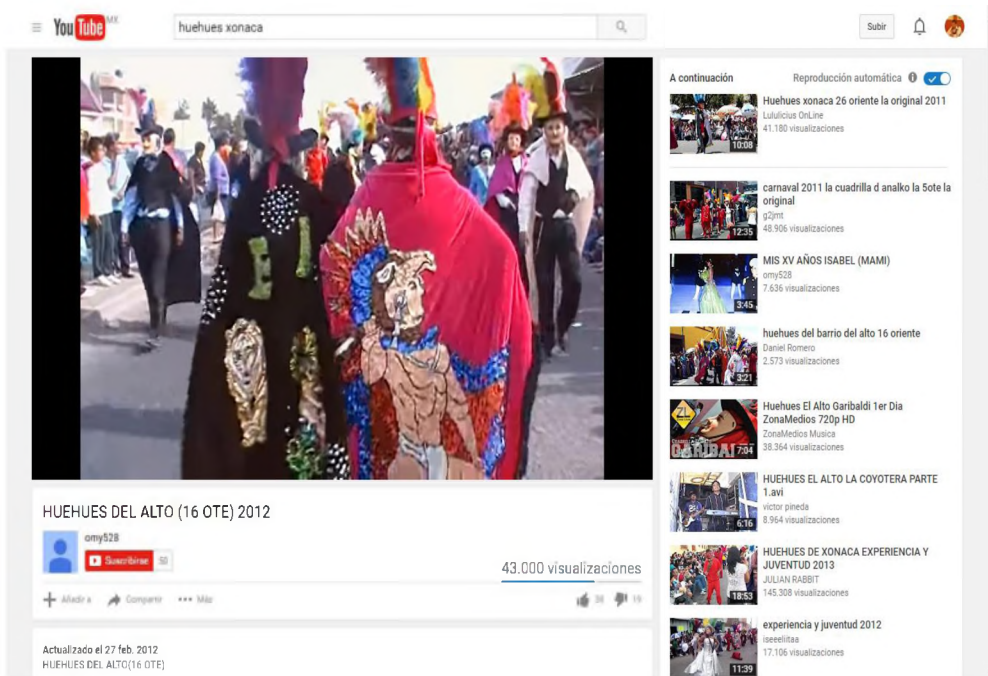 YouTube MX
huehues xonaca
Subir
HUEHUES DEL ALTO (16 OTE) 2012
omy528
Suscribirse 50
43.000 visualizaciones
Añadir a Compartir Más
19
Actualizado el 27 feb. 2012
HUEHUES DEL ALTO(16 OTE)
A continuación
Reproducción automática
Huehues xonaca 26 oriente la original 2011
Lululicius OnLine
41.180 visualizaciones
10:08
carnaval 2011 la cuadrilla d analko la 5ote la
original
g2jmt
48.906 visualizaciones
12:35
MIS XV AÑOS ISABEL (MAMI)
omy528
7.636 visualizaciones
3:45
huehues del barrio del alto 16 oriente
Daniel Romero
2.573 visualizaciones
3:21
Huehues El Alto Garibaldi 1er Dia
ZonaMedios 720p HD
ZonaMedios Musica
38.364 visualizaciones
ZL
GARIBAL
7:04
HUEHUES EL ALTO LA COYOTERA PARTE
1.avi
victor pineda
8.964 visualizaciones
6:16
HUEHUES DE XONACA EXPERIENCIA Y
JUVENTUD 2013
JULIAN RABBIT
145.308 visualizaciones
18:53
experiencia y juventud 2012
iseeeliitaa
17.106 visualizaciones
11:39